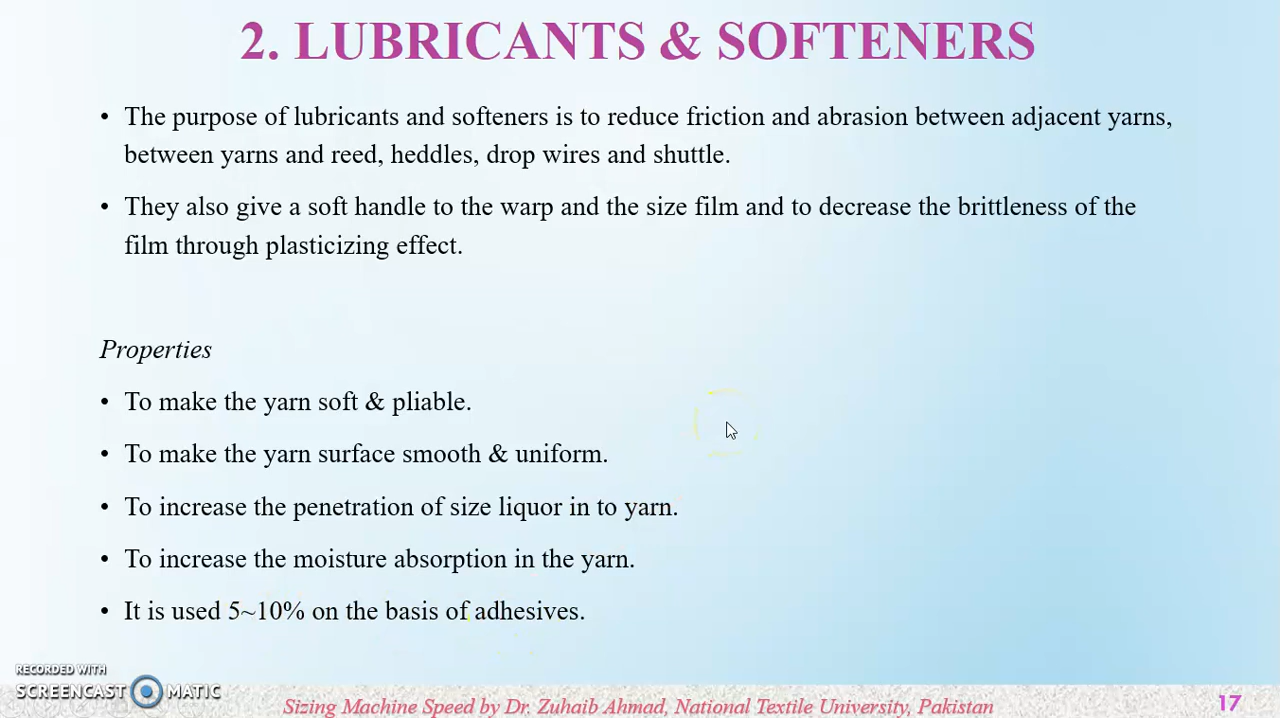 2. LUBRICANTS & SOFTENERS
• The purpose of lubricants and softeners is to reduce friction and abrasion between adjacent yarns,
between yarns and reed, heddles, drop wires and shuttle.
• They also give a soft handle to the warp and the size film and to decrease the brittleness of the
film through plasticizing effect.
Properties
• To make the yarn soft & pliable.
• To make the yarn surface smooth & uniform.
• To increase the penetration of size liquor in to yarn.
• To increase the moisture absorption in the yarn.
• It is used 5~10% on the basis of adhesives.
RECORDED WITH
SCREENCAST MATIC
Sizing Machine Speed by Dr. Zuhaib Ahmad, National Textile University, Pakistan
17